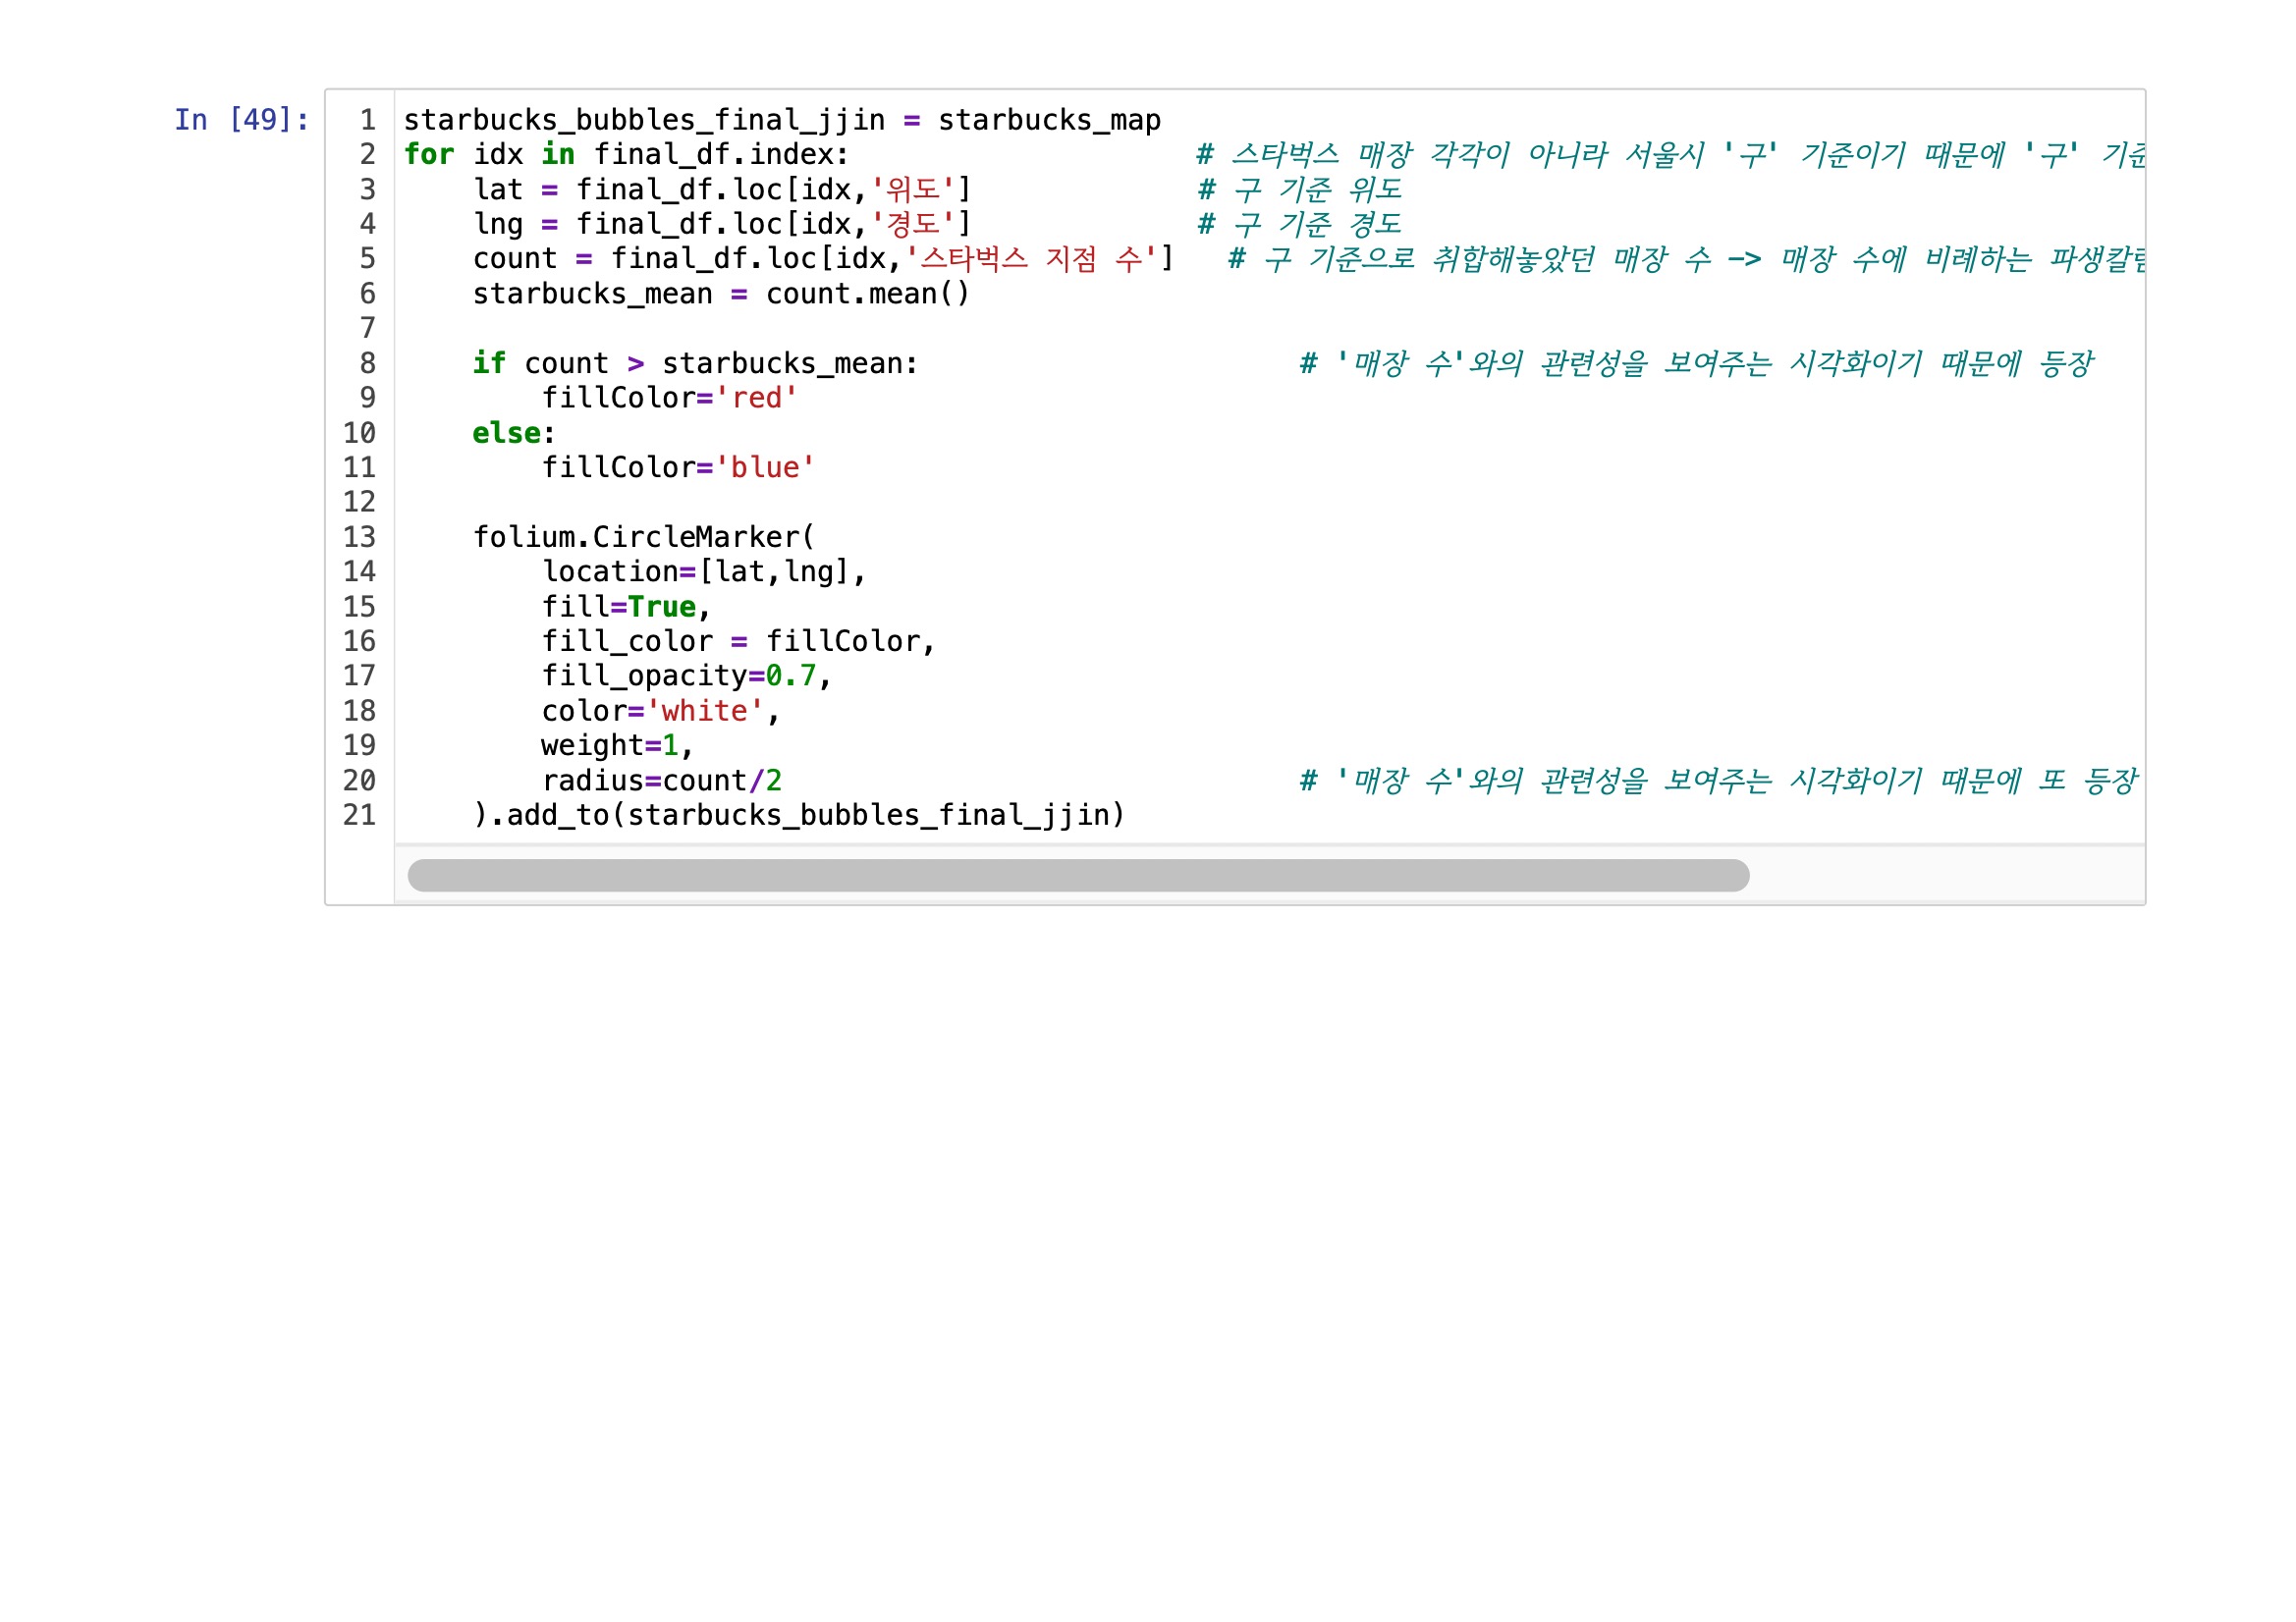 In [49]:
1 starbucks_bubbles_final_jjin = starbucks_map
2 for idx in final_df.index: # 스타벅스 매장 각각이 아니라 서울시 '구' 기준이기 때문에 '구'
3     lat = final_df.loc[idx,'위도'] # 구 기준 위도
4     lng = final_df.loc[idx,'경도'] # 구 기준 경도
5     count = final_df.loc[idx,'스타벅스 지점 수'] # 구 기준으로 취합해놓았던 매장 수 -> 매장 수에 비례하는
6     starbucks_mean = count.mean()
7
8     if count > starbucks_mean: # '매장 수'와의 관련성을 보여주는 시각화이기 때문에 등장
9         fillColor='red'
10     else:
11         fillColor='blue'
12
13     folium.CircleMarker(
14         location=[lat,lng],
15         fill=True,
16         fill_color = fillColor,
17         fill_opacity=0.7,
18         color='white',
19         weight=1,
20         radius=count/2 # '매장 수'와의 관련성을 보여주는 시각화이기 때문에 또 등장
21     ).add_to(starbucks_bubbles_final_jjin)